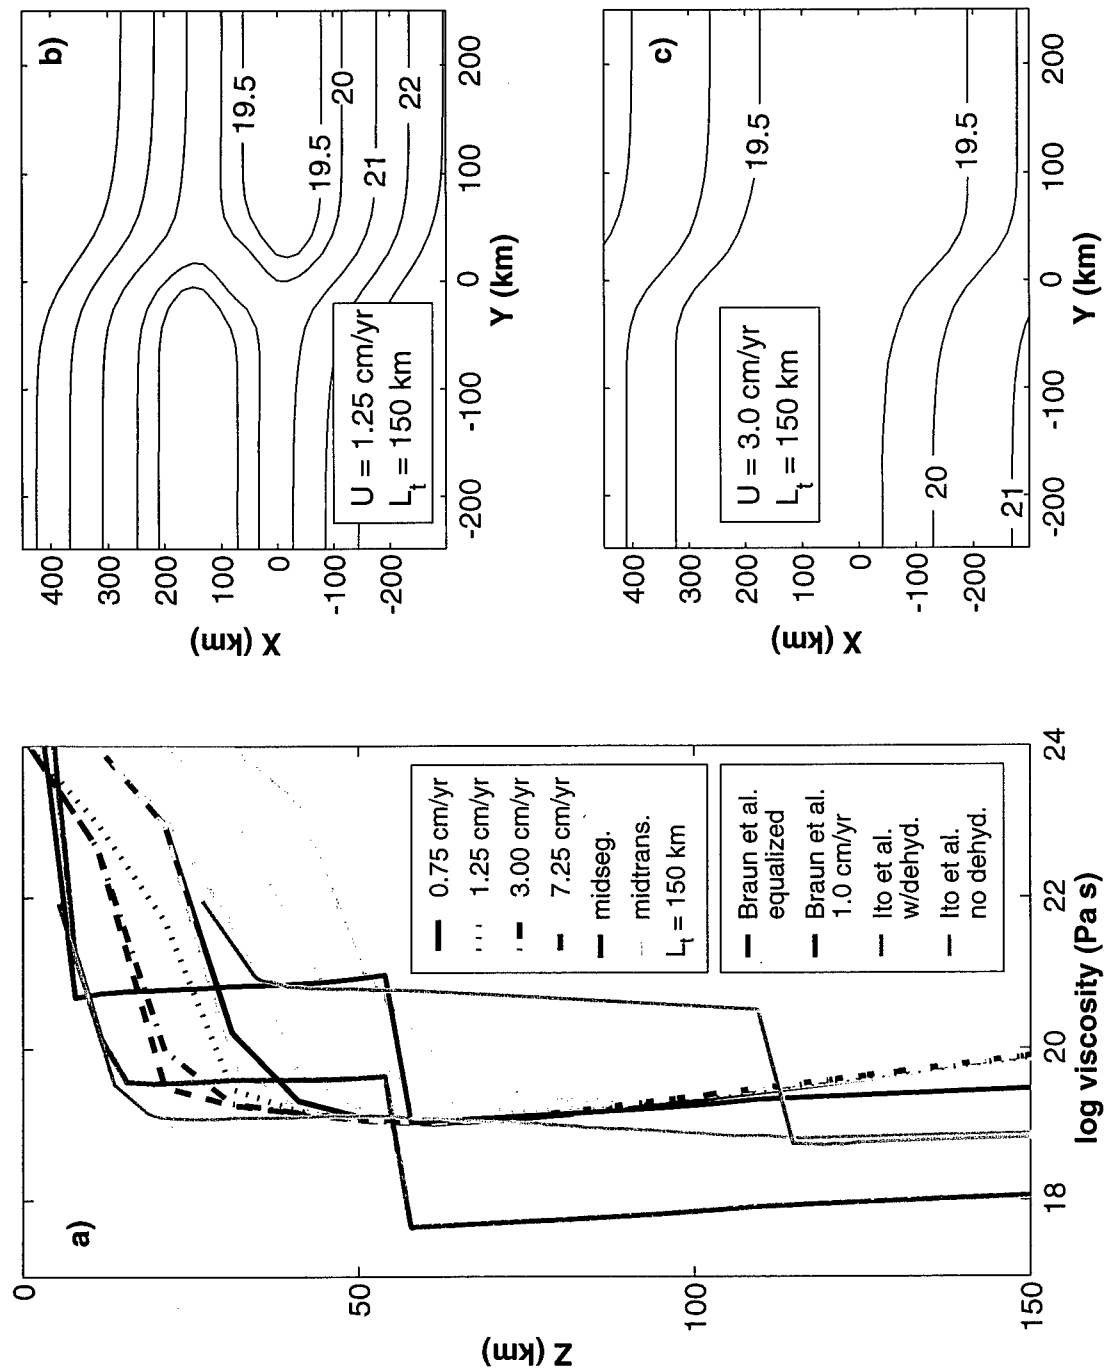 a)
0
50
100
150
Z (km)
18
20
22
24
log viscosity (Pa s)
0.75 cm/yr
1.25 cm/yr
3.00 cm/yr
7.25 cm/yr
midseg.
midtrans.
Lt = 150 km
Braun et al.
equalized
Braun et al.
1.0 cm/yr
Ito et al.
w/dehyd.
Ito et al.
no dehyd.
b)
400
300
200
100
0
-100
-200
X (km)
-200
-100
0
100
200
Y (km)
19.5
19.5
20
21
22
U = 1.25 cm/yr
Lt = 150 km
c)
400
300
200
100
0
-100
-200
X (km)
-200
-100
0
100
200
Y (km)
19.5
19.5
20
21
U = 3.0 cm/yr
Lt = 150 km